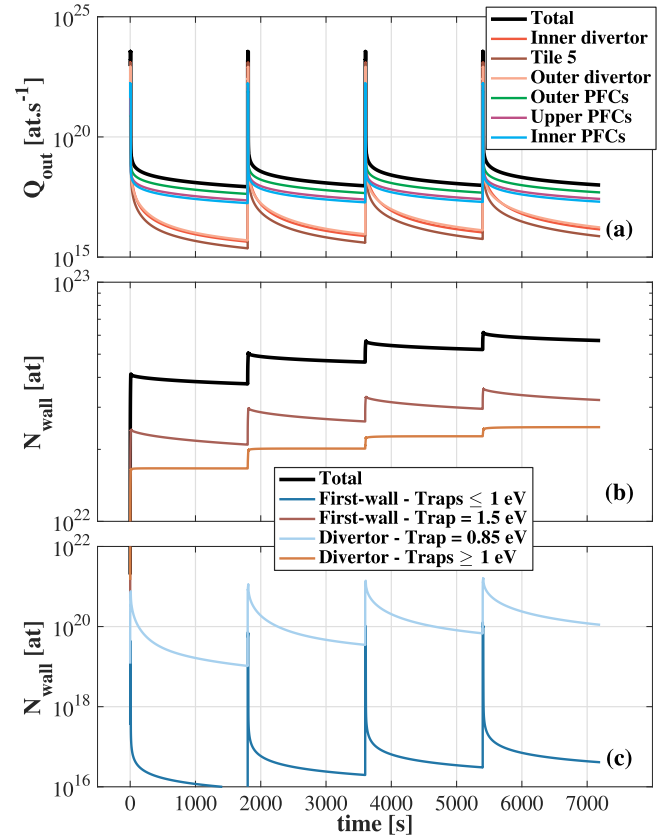 10^25
10^20
10^15
Q_out [at.s^-1]
Total
Inner divertor
Tile 5
Outer divertor
Outer PFCs
Upper PFCs
Inner PFCs
(a)
10^23
10^22
N_wall [at]
(b)
Total
First-wall - Traps ≤ 1 eV
First-wall - Trap = 1.5 eV
Divertor - Trap = 0.85 eV
Divertor - Traps ≥ 1 eV
10^22
10^20
10^18
10^16
N_wall [at]
(c)
0 1000 2000 3000 4000 5000 6000 7000
time [s]